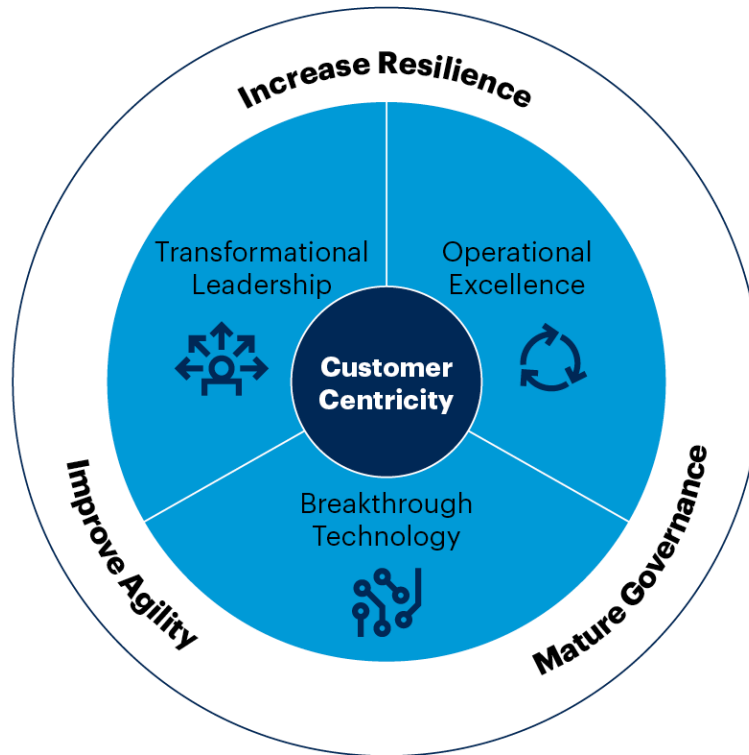 Increase Resilience
Transformational
Leadership
Operational
Excellence
Customer
Centricity
Breakthrough
Technology
Improve Agility
Mature Governance